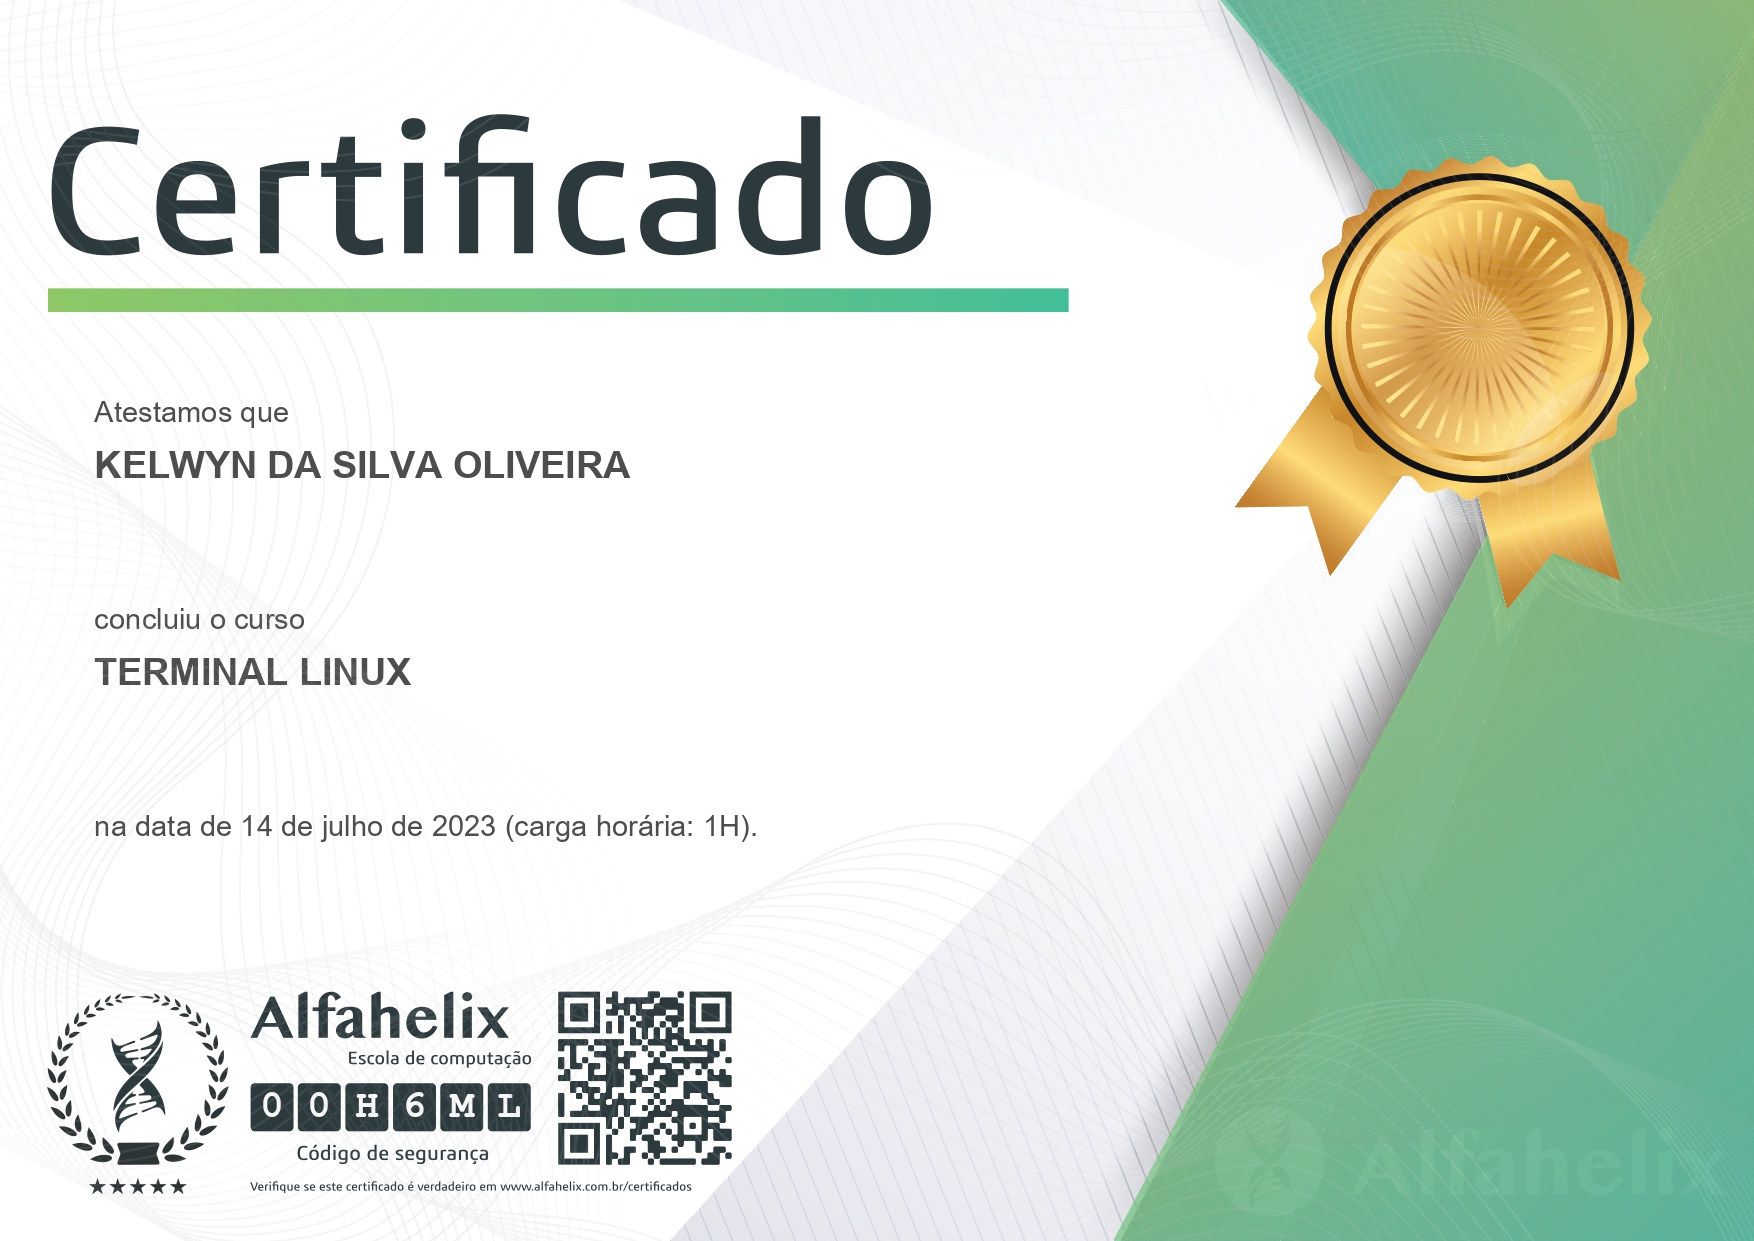 Certificado
Atestamos que
KELWYN DA SILVA OLIVEIRA
concluiu o curso
TERMINAL LINUX
na data de 14 de julho de 2023 (carga horária: 1H).
Alfahelix
Escola de computação
00H6ML
Código de segurança
Verifique se este certificado é verdadeiro em www.alfahelix.com.br/certificados
Alfahelix